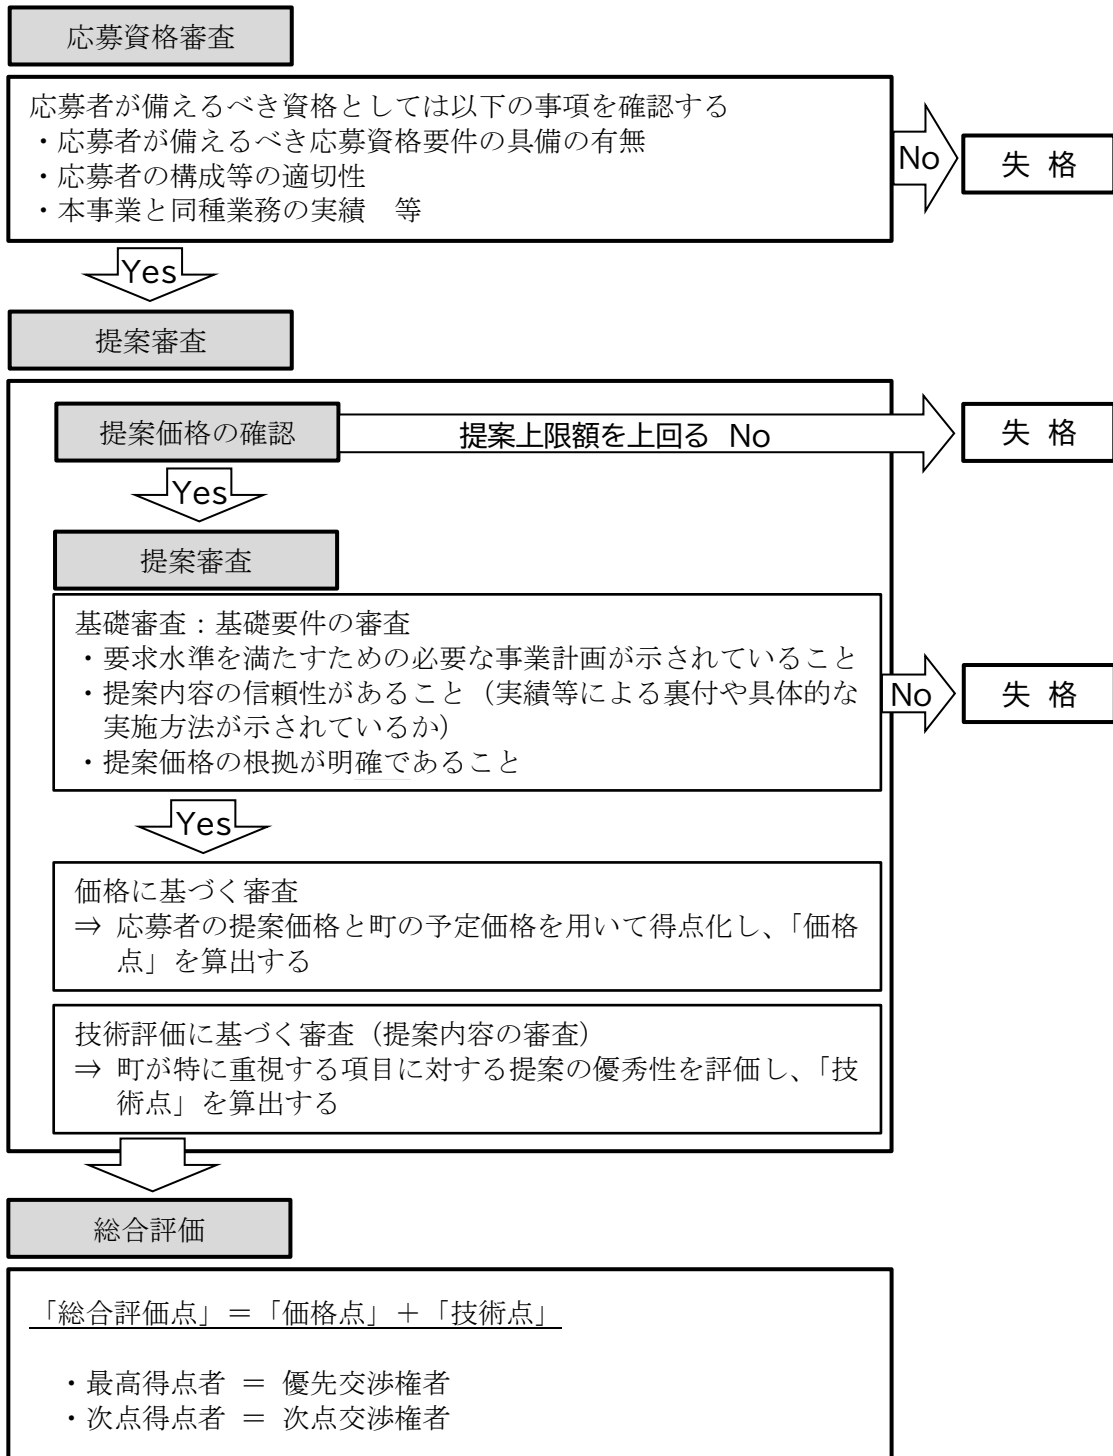 応募資格審査
応募者が備えるべき資格としては以下の事項を確認する
・応募者が備えるべき応募資格要件の具備の有無
・応募者の構成等の適切性
・本事業と同種業務の実績　等
No
失 格
Yes
提案審査
提案価格の確認
提案上限額を上回る No
失 格
Yes
提案審査
基礎審査：基礎要件の審査
・要求水準を満たすための必要な事業計画が示されていること
・提案内容の信頼性があること（実績等による裏付や具体的な
実施方法が示されているか）
・提案価格の根拠が明確であること
No
失 格
Yes
価格に基づく審査
⇒ 応募者の提案価格と町の予定価格を用いて得点化し、「価格
点」を算出する
技術評価に基づく審査（提案内容の審査）
⇒ 町が特に重視する項目に対する提案の優秀性を評価し、「技
術点」を算出する
総合評価
「総合評価点」＝「価格点」＋「技術点」
・最高得点者 ＝ 優先交渉権者
・次点得点者 ＝ 次点交渉権者